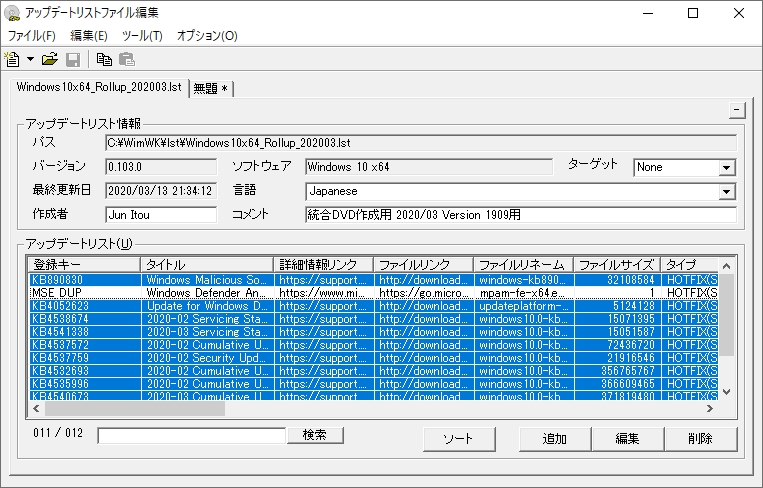 アップデートリストファイル編集
ファイル(F) 編集(E) ツール(T) オプション(O)
Windows10x64_Rollup_202003.lst 無題 *
-
アップデートリスト情報
パス C:¥WimWK¥lst¥Windows10x64_Rollup_202003.lst
バージョン 0.103.0 ソフトウェア Windows 10 x64 ターゲット None
最終更新日 2020/03/13 21:34:12 言語 Japanese
作成者 Jun Itou コメント 統合DVD作成用 2020/03 Version 1909用
アップデートリスト(U)
登録キー タイトル 詳細情報リンク ファイルリンク ファイルリネーム ファイルサイズ タイプ
KB890830 Windows Malicious So... https://support.... http://download... windows-kb890... 32108584 HOTFIX(S
MSE_DUP Windows Defender An... https://www.mi... https://go.micro... mpam-fe-x64.e... 1 HOTFIX(S
KB4052623 Update for Windows D... https://support.... http://download... updateplatform-... 5124128 HOTFIX(S
KB4538674 2020-02 Servicing Sta... https://support.... http://download... windows10.0-kb... 15071395 HOTFIX(S
KB4541338 2020-03 Servicing Sta... https://support.... http://download... windows10.0-kb... 15051587 HOTFIX(S
KB4537572 2020-02 Cumulative U... https://support.... http://download... windows10.0-kb... 72436720 HOTFIX(S
KB4537759 2020-02 Security Upd... https://support.... http://download... windows10.0-kb... 21916546 HOTFIX(S
KB4532693 2020-02 Cumulative U... https://support.... http://download... windows10.0-kb... 356765767 HOTFIX(S
KB4535996 2020-02 Cumulative U... https://support.... http://download... windows10.0-kb... 366609465 HOTFIX(S
KB4540673 2020-03 Cumulative U... https://support.... http://download... windows10.0-kb... 371819480 HOTFIX(S
011 / 012 検索 ソート 追加 編集 削除